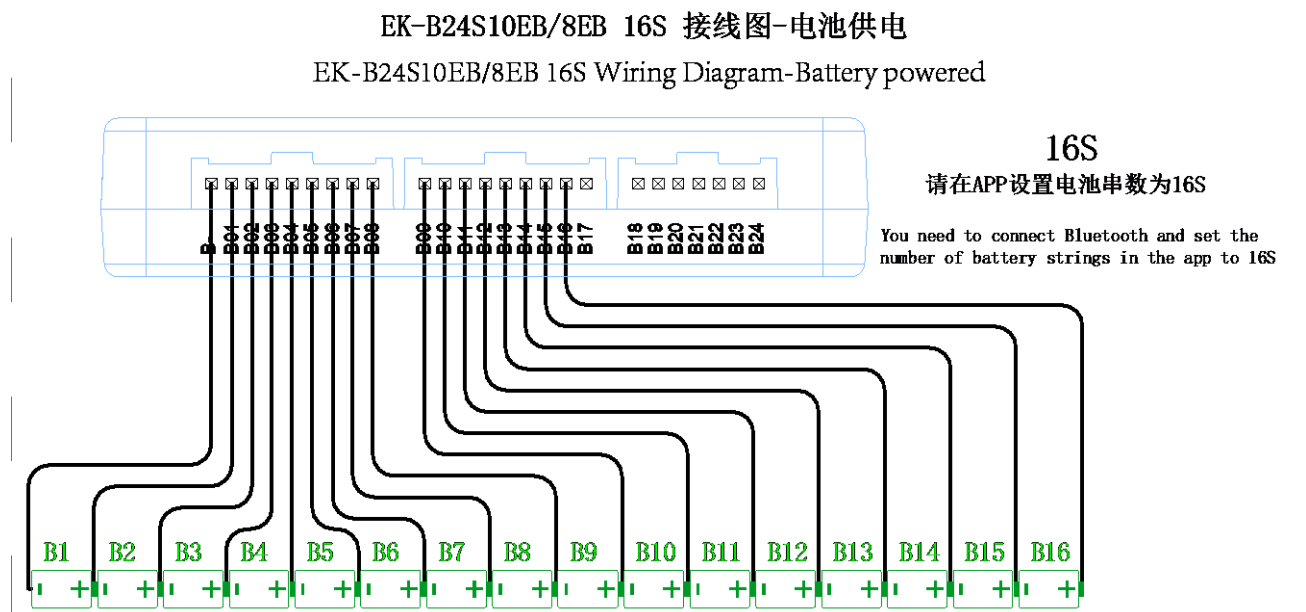 EK-B24S10EB/8EB 16S 接线图-电池供电
EK-B24S10EB/8EB 16S Wiring Diagram-Battery powered
16S
请在APP设置电池串数为16S
You need to connect Bluetooth and set the
number of battery strings in the app to 16S
B- B01 B02 B03 B04 B05 B06 B07 B08 B09 B10 B11 B12 B13 B14 B15 B16 B17 B18 B19 B20 B21 B22 B23 B24
B1 B2 B3 B4 B5 B6 B7 B8 B9 B10 B11 B12 B13 B14 B15 B16
- + - + - + - + - + - + - + - + - + - + - + - + - + - + - + - +